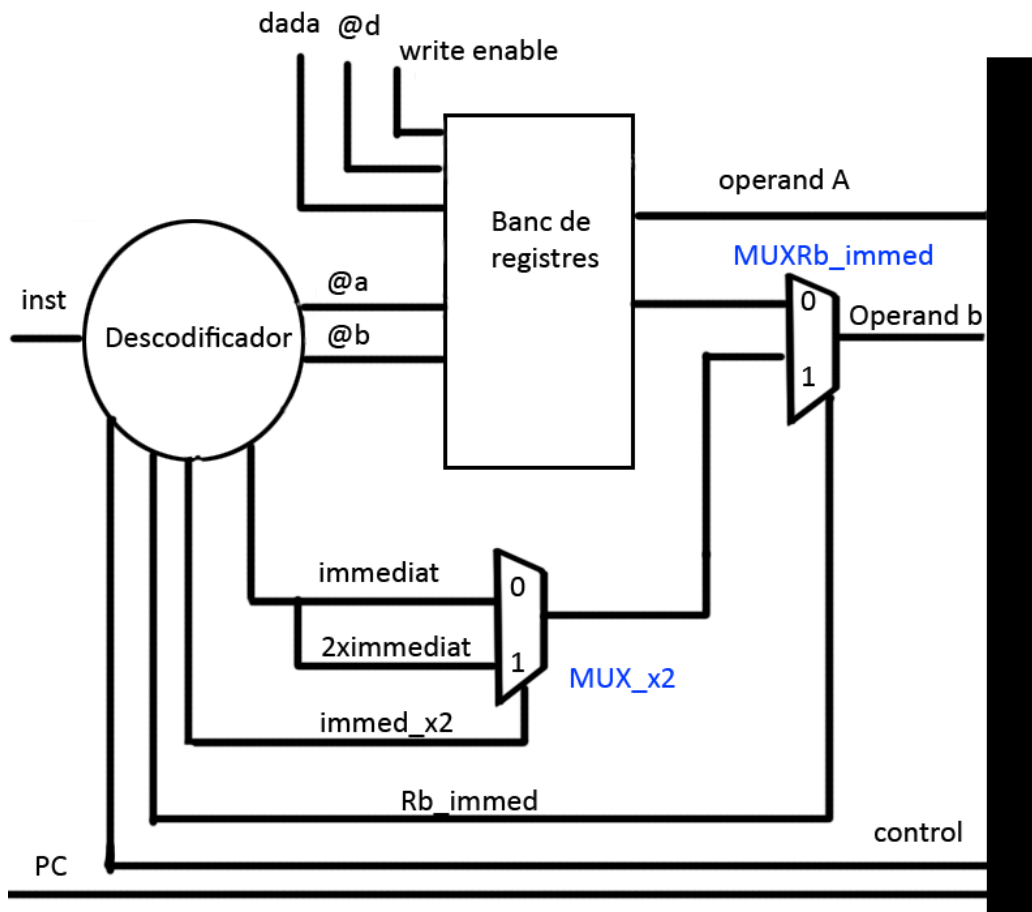 dada
@d
write enable
operand A
Banc de
registres
MUXRb_immed
@a
inst
0
Operand b
Descodificador
@b
1
immediat
0
2ximmediat
1
MUX_x2
immed_x2
Rb_immed
control
PC